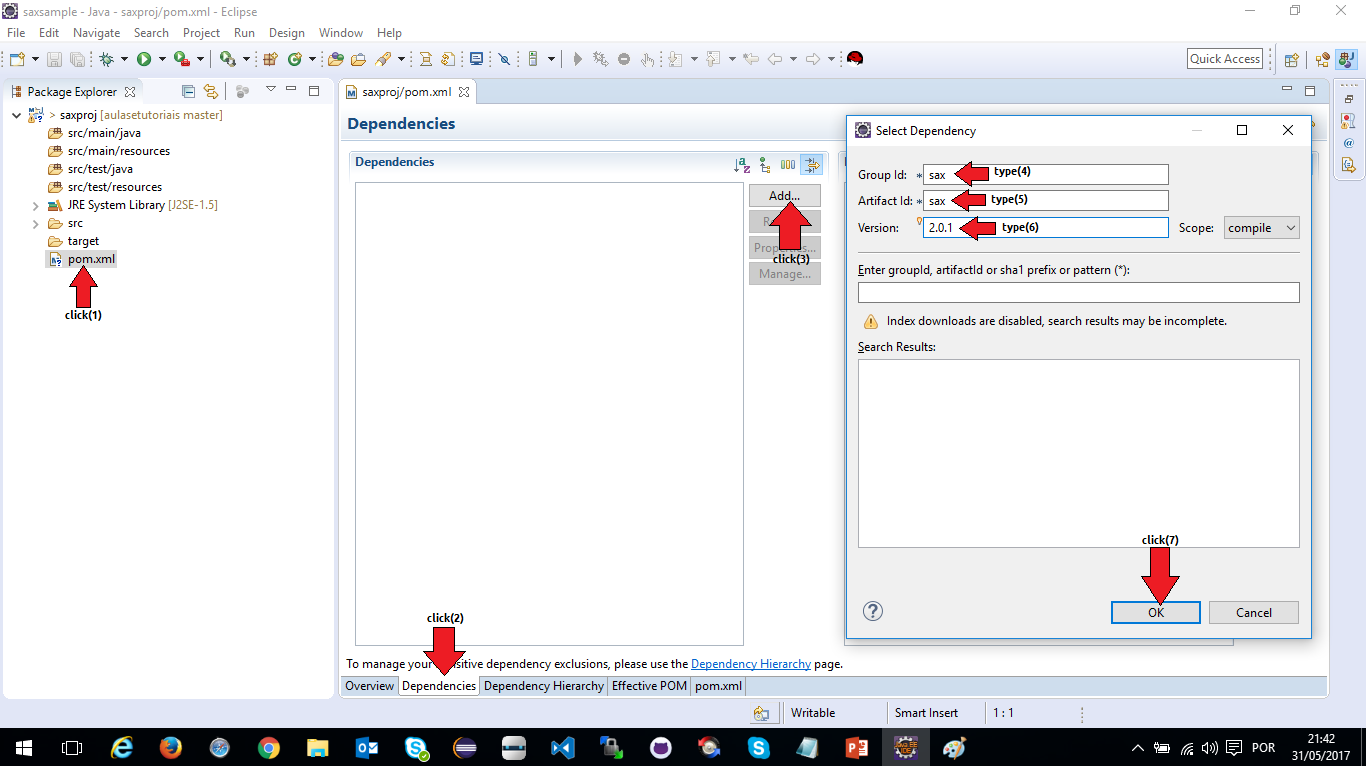 saxsample - Java - saxproj/pom.xml - Eclipse
File Edit Navigate Search Project Run Design Window Help
Quick Access
Package Explorer
saxproj/pom.xml
> saxproj [aulasetutoriais master]
src/main/java
src/main/resources
src/test/java
src/test/resources
JRE System Library [J2SE-1.5]
src
target
pom.xml
click(1)
Dependencies
Dependencies
Add...
click(3)
Properties...
Manage...
click(2)
Select Dependency
Group Id: * sax type(4)
Artifact Id: * sax type(5)
Version: 2.0.1 type(6) Scope: compile
Enter groupId, artifactId or sha1 prefix or pattern (*):
Index downloads are disabled, search results may be incomplete.
Search Results:
click(7)
OK Cancel
To manage your dependency exclusions, please use the Dependency Hierarchy page.
Overview Dependencies Dependency Hierarchy Effective POM pom.xml
Writable Smart Insert 1 : 1
POR
21:42
31/05/2017